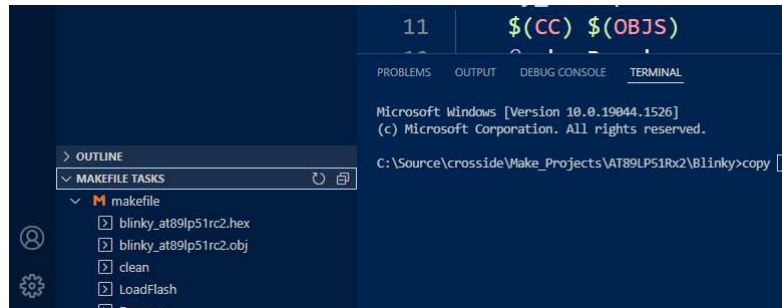 11 $(CC) $(OBJS)
PROBLEMS OUTPUT DEBUG CONSOLE TERMINAL
Microsoft Windows [Version 10.0.19044.1526]
(c) Microsoft Corporation. All rights reserved.
C:\Source\crosside\Make_Projects\AT89LP51Rx2\Blinky>copy
OUTLINE
MAKEFILE TASKS
M makefile
blinky_at89lp51rc2.hex
blinky_at89lp51rc2.obj
clean
LoadFlash